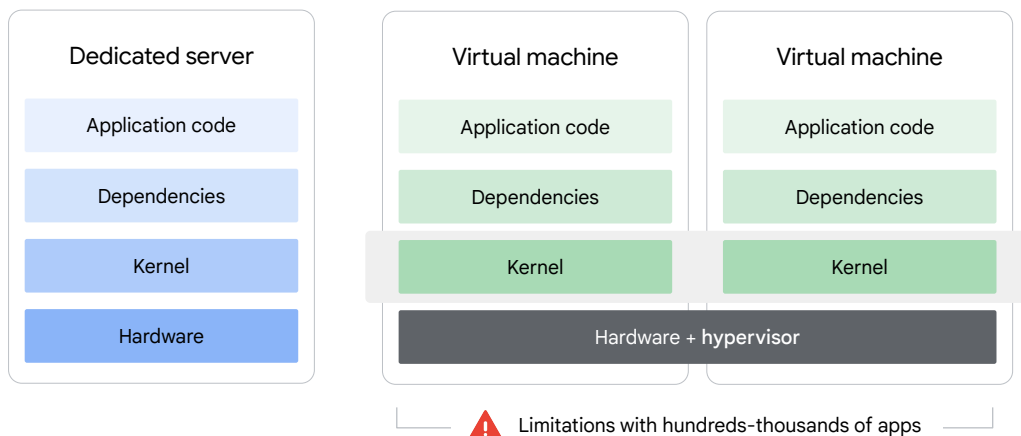 Dedicated server
Application code
Dependencies
Kernel
Hardware
Virtual machine
Application code
Dependencies
Kernel
Virtual machine
Application code
Dependencies
Kernel
Hardware + hypervisor
Limitations with hundreds-thousands of apps